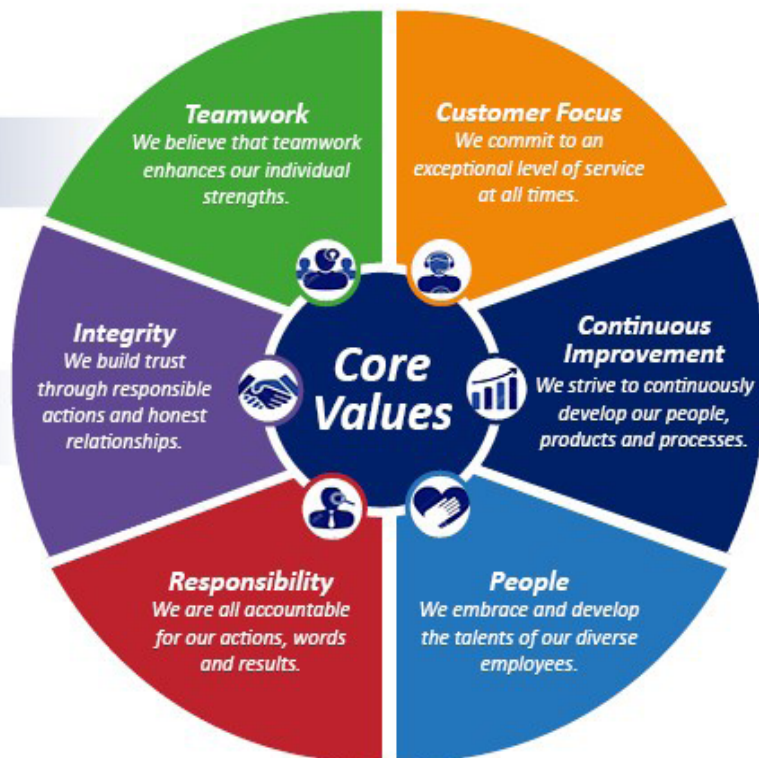 Teamwork
We believe that teamwork
enhances our individual
strengths.
Customer Focus
We commit to an
exceptional level of service
at all times.
Integrity
We build trust
through responsible
actions and honest
relationships.
Core
Values
Continuous
Improvement
We strive to continuously
develop our people,
products and processes.
Responsibility
We are all accountable
for our actions, words
and results.
People
We embrace and develop
the talents of our diverse
employees.